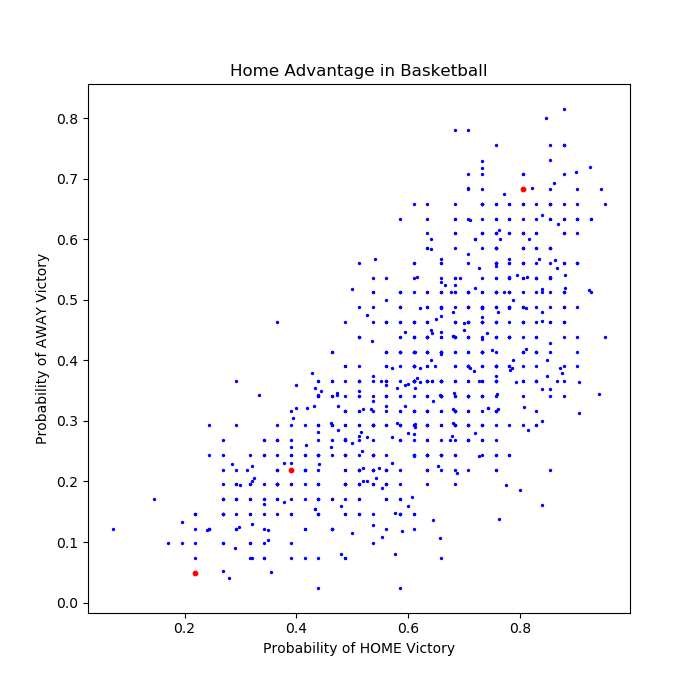 Home Advantage in Basketball
Probability of AWAY Victory
0.8
0.7
0.6
0.5
0.4
0.3
0.2
0.1
0.0
0.2 0.4 0.6 0.8
Probability of HOME Victory